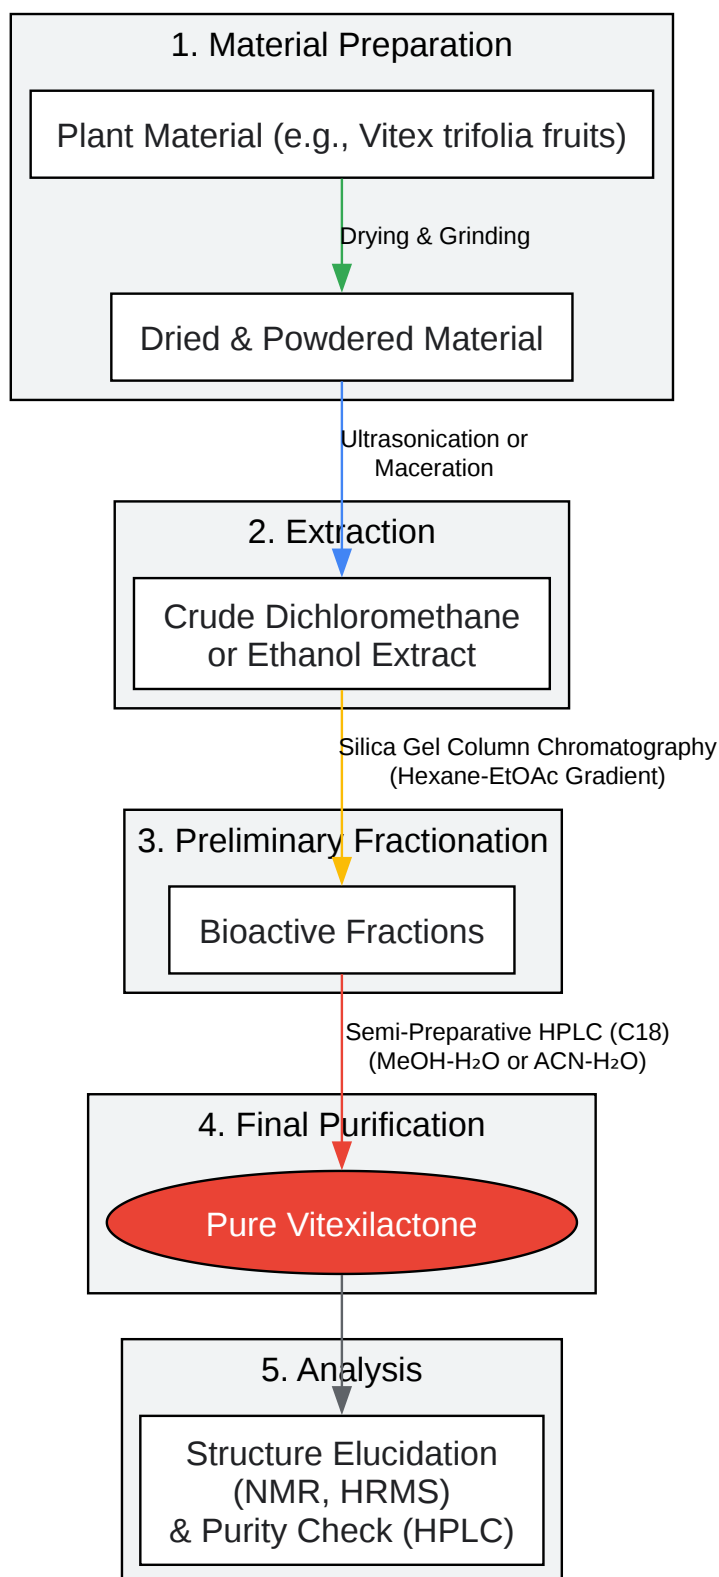 1. Material Preparation
Plant Material (e.g., Vitex trifolia fruits)
Drying & Grinding
Dried & Powdered Material
Ultrasonication or
Maceration
2. Extraction
Crude Dichloromethane
or Ethanol Extract
Silica Gel Column Chromatography
(Hexane-EtOAc Gradient)
3. Preliminary Fractionation
Bioactive Fractions
Semi-Preparative HPLC (C18)
(MeOH-H₂O or ACN-H₂O)
4. Final Purification
Pure Vitexilactone
5. Analysis
Structure Elucidation
(NMR, HRMS)
& Purity Check (HPLC)